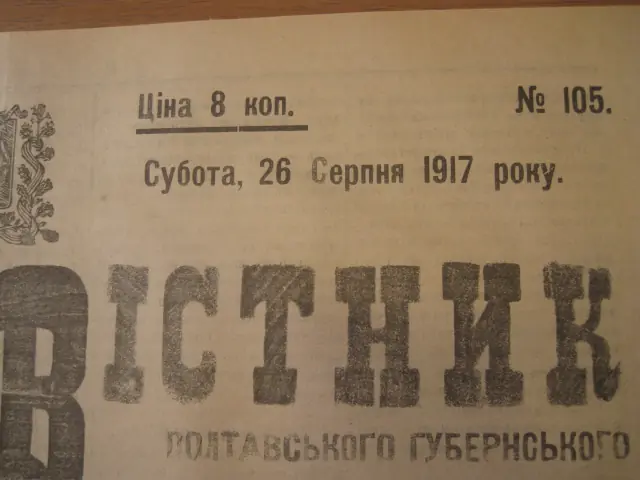 Ціна 8 коп. № 105.
Субота, 26 Серпня 1917 року.
Вістник
ПОЛТАВСЬКОГО ГУБЕРНСЬКОГО